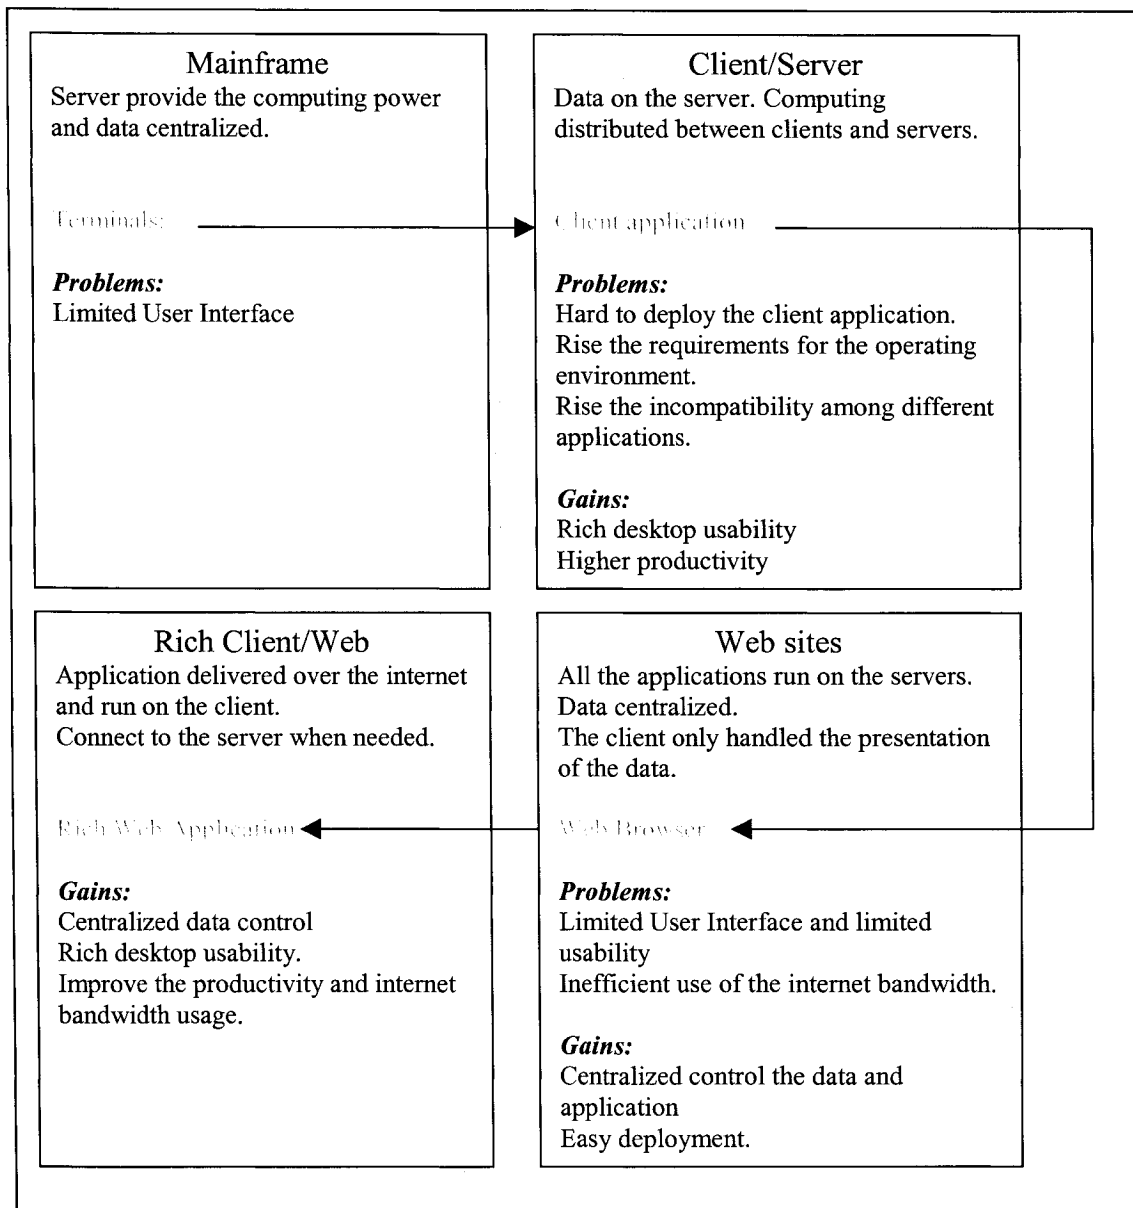 Mainframe
Server provide the computing power
and data centralized.
Terminals:
Problems:
Limited User Interface
Client/Server
Data on the server. Computing
distributed between clients and servers.
Client application
Problems:
Hard to deploy the client application.
Rise the requirements for the operating
environment.
Rise the incompatibility among different
applications.
Gains:
Rich desktop usability
Higher productivity
Rich Client/Web
Application delivered over the internet
and run on the client.
Connect to the server when needed.
Rich Web Application
Gains:
Centralized data control
Rich desktop usability.
Improve the productivity and internet
bandwidth usage.
Web sites
All the applications run on the servers.
Data centralized.
The client only handled the presentation
of the data.
Web Browser
Problems:
Limited User Interface and limited
usability
Inefficient use of the internet bandwidth.
Gains:
Centralized control the data and
application
Easy deployment.